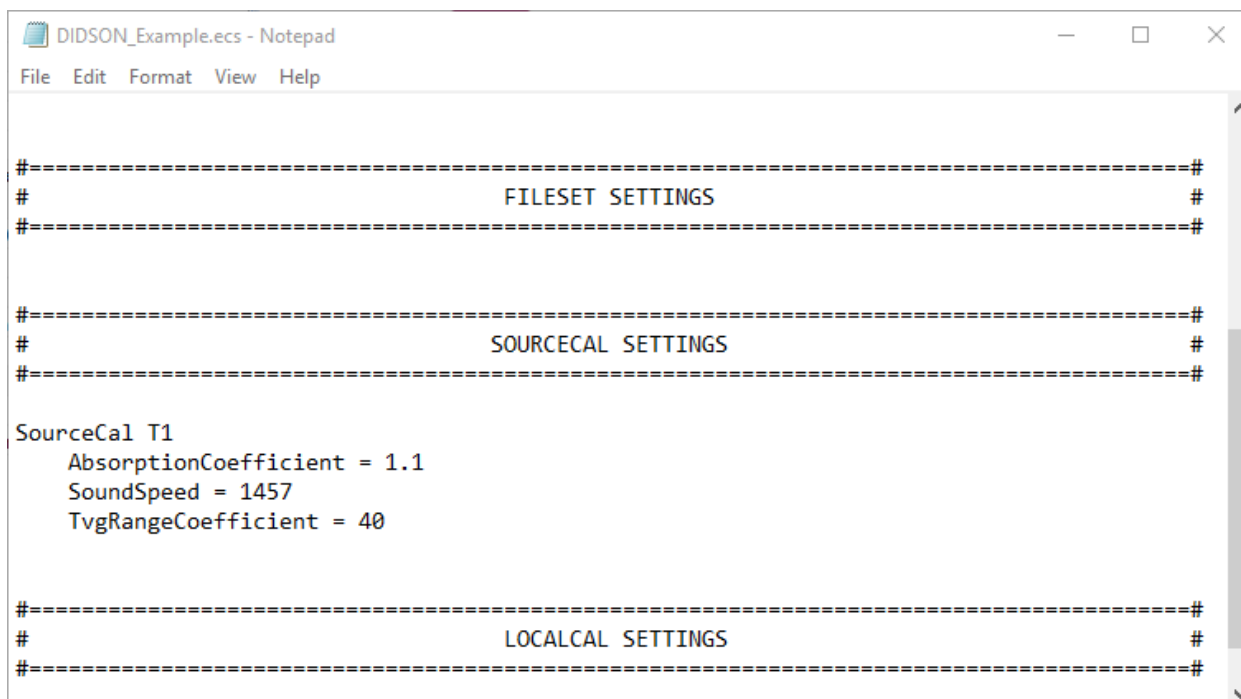 DIDSON_Example.ecs - Notepad
File Edit Format View Help
#========================================================================================#
# FILESET SETTINGS #
#========================================================================================#
#========================================================================================#
# SOURCECAL SETTINGS #
#========================================================================================#
SourceCal T1
AbsorptionCoefficient = 1.1
SoundSpeed = 1457
TvgRangeCoefficient = 40
#========================================================================================#
# LOCALCAL SETTINGS #
#========================================================================================#